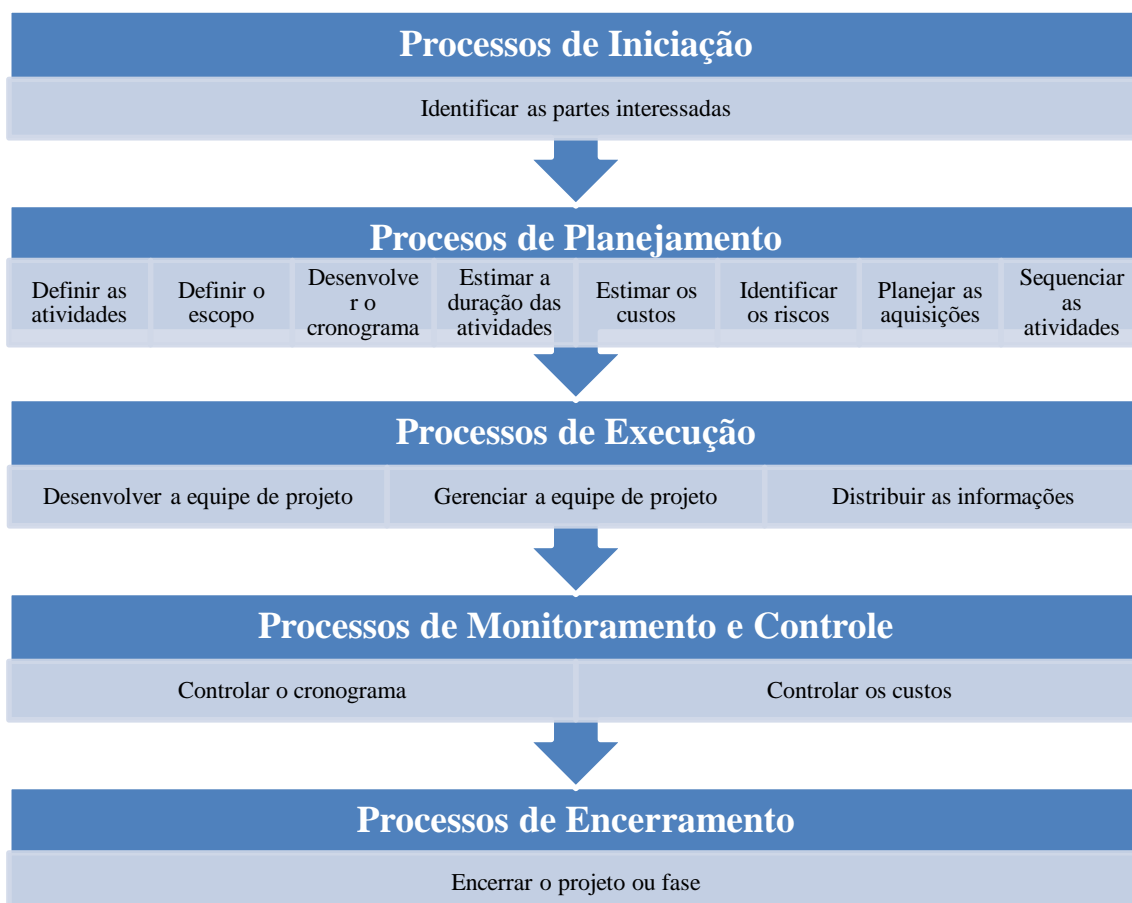 Processos de Iniciação
Identificar as partes interessadas
Procesos de Planejamento
Definir as
atividades
Definir o
escopo
Desenvolve
r o
cronograma
Estimar a
duração das
atividades
Estimar os
custos
Identificar
os riscos
Planejar as
aquisições
Sequenciar
as
atividades
Processos de Execução
Desenvolver a equipe de projeto
Gerenciar a equipe de projeto
Distribuir as informações
Processos de Monitoramento e Controle
Controlar o cronograma
Controlar os custos
Processos de Encerramento
Encerrar o projeto ou fase